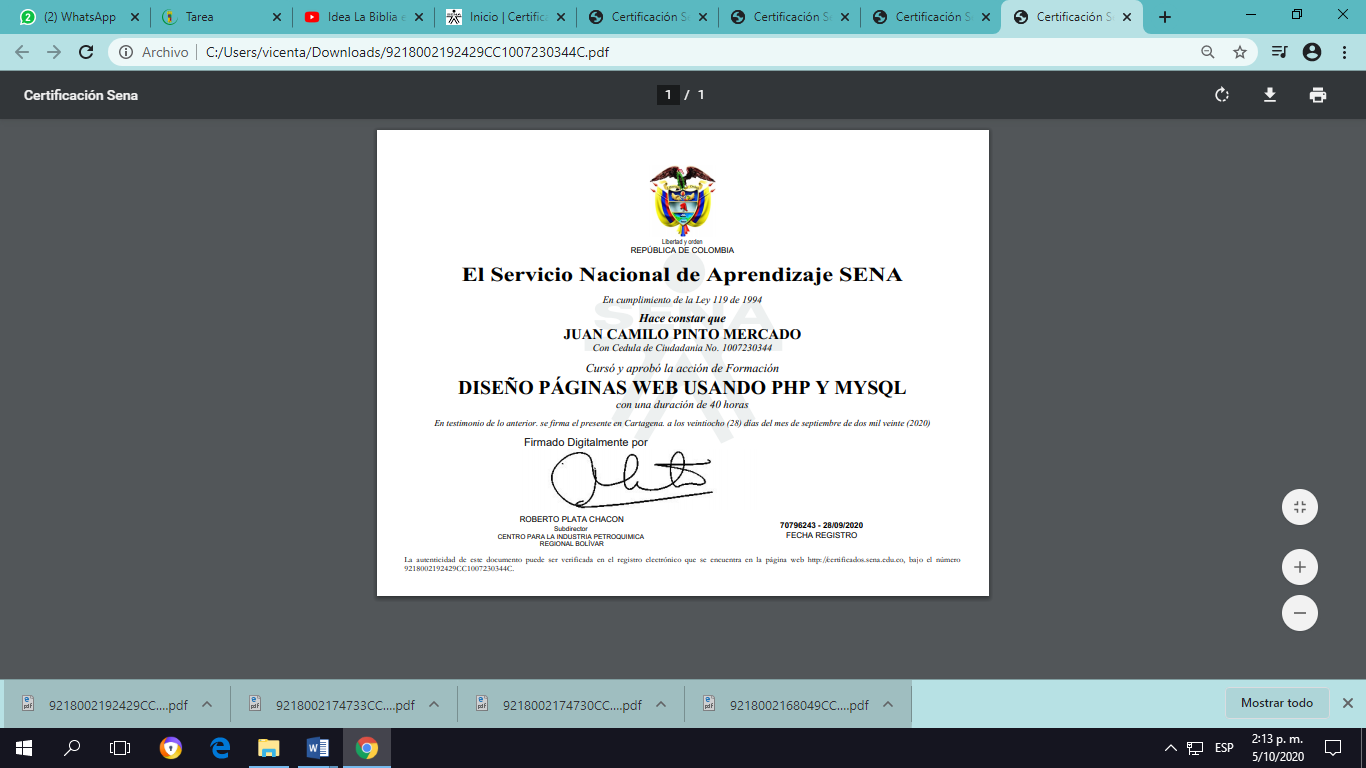 (2) WhatsApp
Tarea
Idea La Biblia e
Inicio | Certific
Certificación Se
Certificación Se
Certificación Se
Certificación Se
Archivo | C:/Users/vicenta/Downloads/9218002192429CC1007230344C.pdf
Certificación Sena
1 / 1
Libertad y orden
REPÚBLICA DE COLOMBIA
El Servicio Nacional de Aprendizaje SENA
En cumplimiento de la Ley 119 de 1994
SENA
Hace constar que
JUAN CAMILO PINTO MERCADO
Con Cedula de Ciudadania No. 1007230344
Cursó y aprobó la acción de Formación
DISEÑO PÁGINAS WEB USANDO PHP Y MYSQL
con una duración de 40 horas
En testimonio de lo anterior. se firma el presente en Cartagena. a los veintiocho (28) dias del mes de septiembre de dos mil veinte (2020)
Firmado Digitalmente por
ROBERTO PLATA CHACON
Subdirector
CENTRO PARA LA INDUSTRIA PETROQUIMICA
REGIONAL BOLÍVAR
70796243 - 28/09/2020
FECHA REGISTRO
La autenticidad de este documento puede ser verificada en el registro electrónico que se encuentra en la página web http://certificados.sena.edu.co, bajo el número
9218002192429CC1007230344C.
9218002192429CC....pdf
9218002174733CC....pdf
9218002174730CC....pdf
9218002168049CC....pdf
Mostrar todo
ESP
2:13 p. m.
5/10/2020